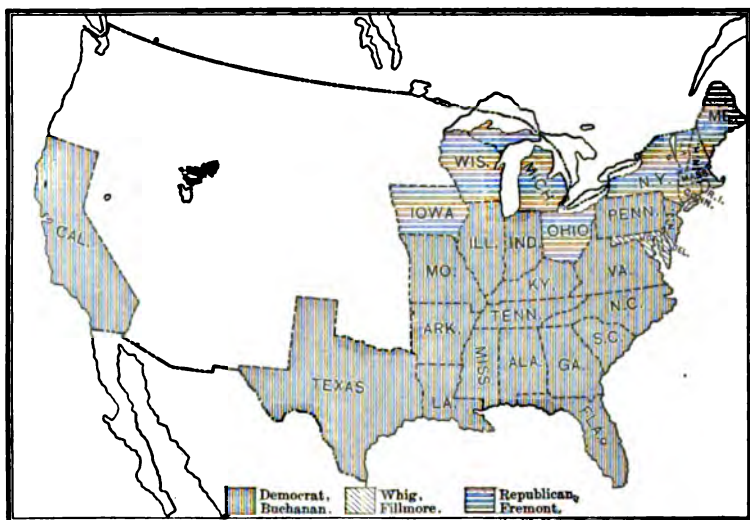 ME.
WIS.
MICH.
N.Y.
IOWA
PENN.
OHIO
ILL.
IND.
CAL.
MO.
VA.
KY.
N.C.
TENN.
ARK.
S.C.
MISS
ALA.
GA.
TEXAS
LA.
FLA.
Democrat,
Buchanan.
Whig,
Fillmore.
Republican,
Fremont.